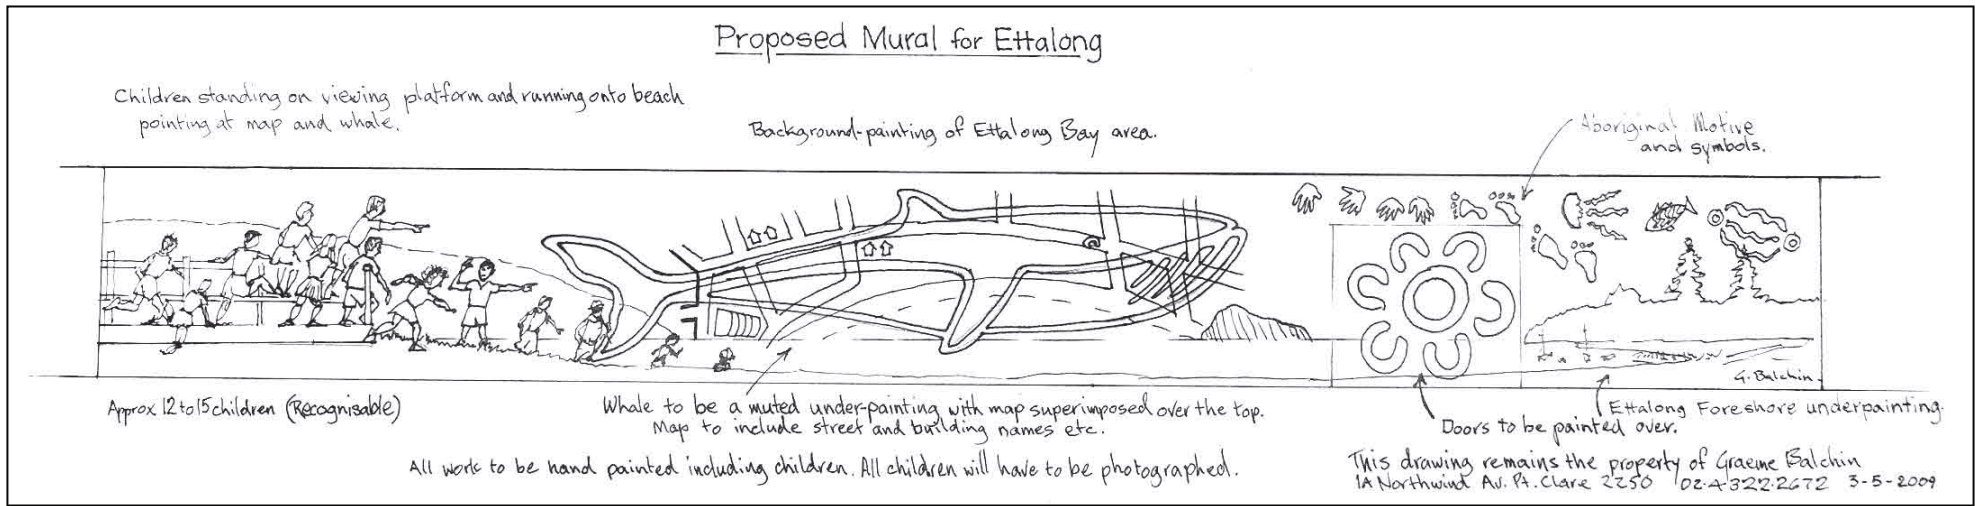 Proposed Mural for Ettalong
Children standing on viewing platform and running onto beach
pointing at map and whale.
Background-painting of Ettalong Bay area.
Aboriginal Motive
and symbols.
G. Balchin.
Approx 12 to 15 children (Recognisable)
Whale to be a muted under-painting with map superimposed over the top.
Map to include street and building names etc.
Doors to be painted over.
Ettalong Foreshore underpainting.
All work to be hand painted including children. All children will have to be photographed.
This drawing remains the property of Graeme Balchin
1A Northwind Av. Pt. Clare 2250 02.4.322.2672 3-5-2009